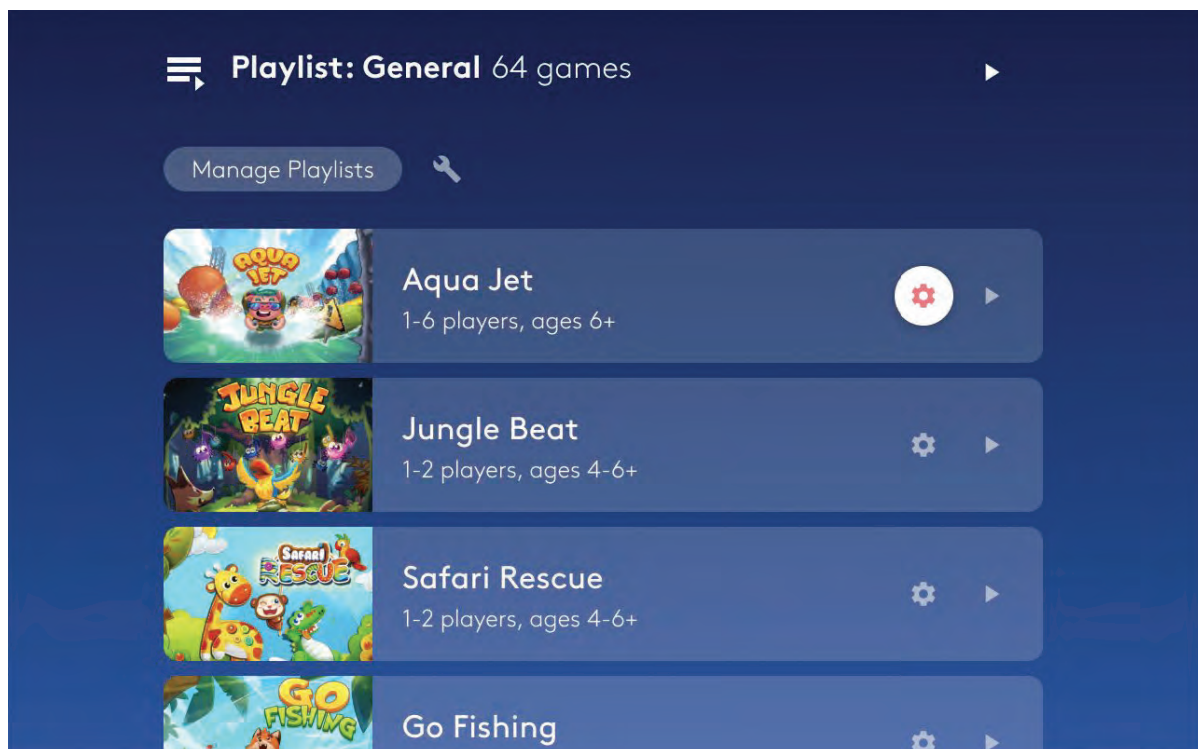 Playlist: General 64 games
Manage Playlists
AQUA
JET
Aqua Jet
1-6 players, ages 6+
JUNGLE
BEAT
Jungle Beat
1-2 players, ages 4-6+
SAFARI
RESCUE
Safari Rescue
1-2 players, ages 4-6+
GO
FISHING
Go Fishing